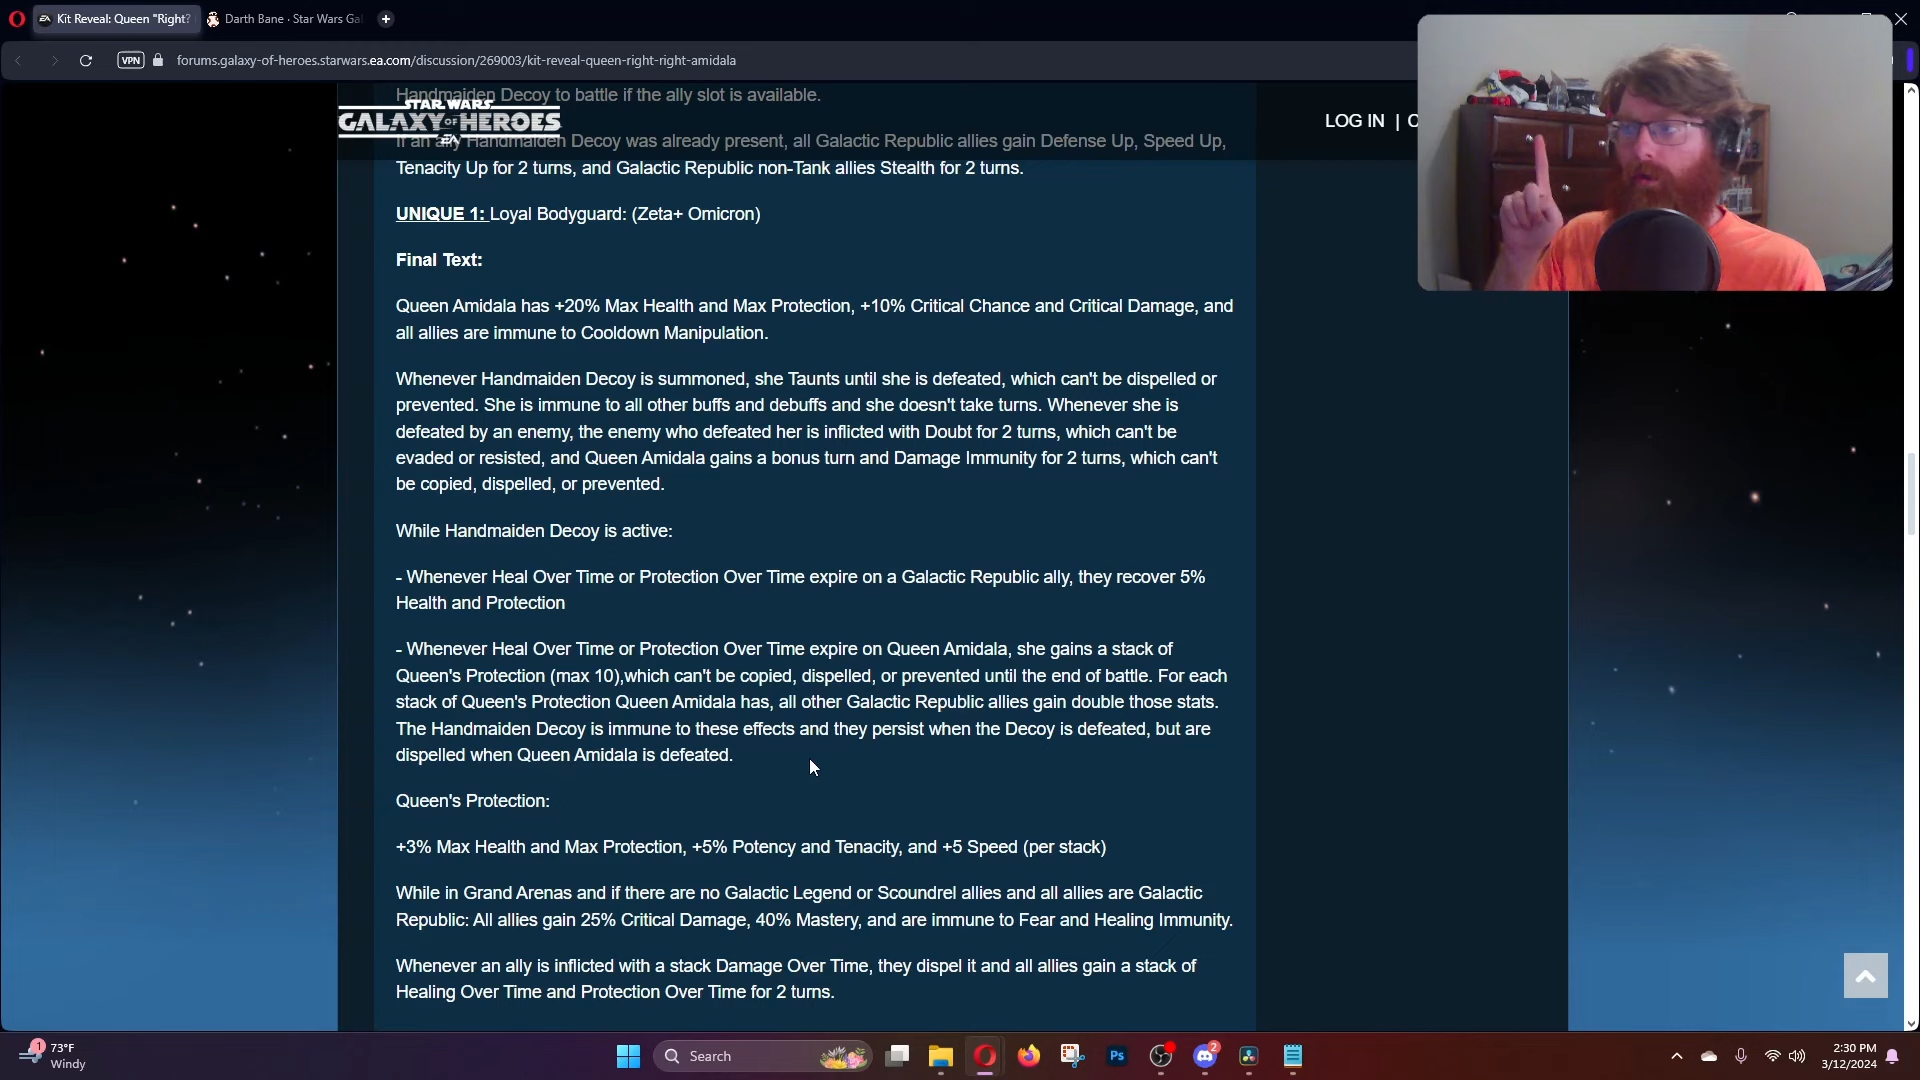 Kit Reveal: Queen "Right?
Darth Bane · Star Wars Ga
VPN
forums.galaxy-of-heroes.starwars.ea.com/discussion/269003/kit-reveal-queen-right-right-amidala
Handmaiden Decoy to battle if the ally slot is available.
STAR WARS
GALAXY OF HEROES
EA
LOG IN | C
If an ally Handmaiden Decoy was already present, all Galactic Republic allies gain Defense Up, Speed Up,
Tenacity Up for 2 turns, and Galactic Republic non-Tank allies Stealth for 2 turns.
UNIQUE 1: Loyal Bodyguard: (Zeta+ Omicron)
Final Text:
Queen Amidala has +20% Max Health and Max Protection, +10% Critical Chance and Critical Damage, and
all allies are immune to Cooldown Manipulation.
Whenever Handmaiden Decoy is summoned, she Taunts until she is defeated, which can't be dispelled or
prevented. She is immune to all other buffs and debuffs and she doesn't take turns. Whenever she is
defeated by an enemy, the enemy who defeated her is inflicted with Doubt for 2 turns, which can't be
evaded or resisted, and Queen Amidala gains a bonus turn and Damage Immunity for 2 turns, which can't
be copied, dispelled, or prevented.
While Handmaiden Decoy is active:
- Whenever Heal Over Time or Protection Over Time expire on a Galactic Republic ally, they recover 5%
Health and Protection
- Whenever Heal Over Time or Protection Over Time expire on Queen Amidala, she gains a stack of
Queen's Protection (max 10),which can't be copied, dispelled, or prevented until the end of battle. For each
stack of Queen's Protection Queen Amidala has, all other Galactic Republic allies gain double those stats.
The Handmaiden Decoy is immune to these effects and they persist when the Decoy is defeated, but are
dispelled when Queen Amidala is defeated.
Queen's Protection:
+3% Max Health and Max Protection, +5% Potency and Tenacity, and +5 Speed (per stack)
While in Grand Arenas and if there are no Galactic Legend or Scoundrel allies and all allies are Galactic
Republic: All allies gain 25% Critical Damage, 40% Mastery, and are immune to Fear and Healing Immunity.
Whenever an ally is inflicted with a stack Damage Over Time, they dispel it and all allies gain a stack of
Healing Over Time and Protection Over Time for 2 turns.
1
73°F
Windy
Search
Ps
2
2:30 PM
3/12/2024